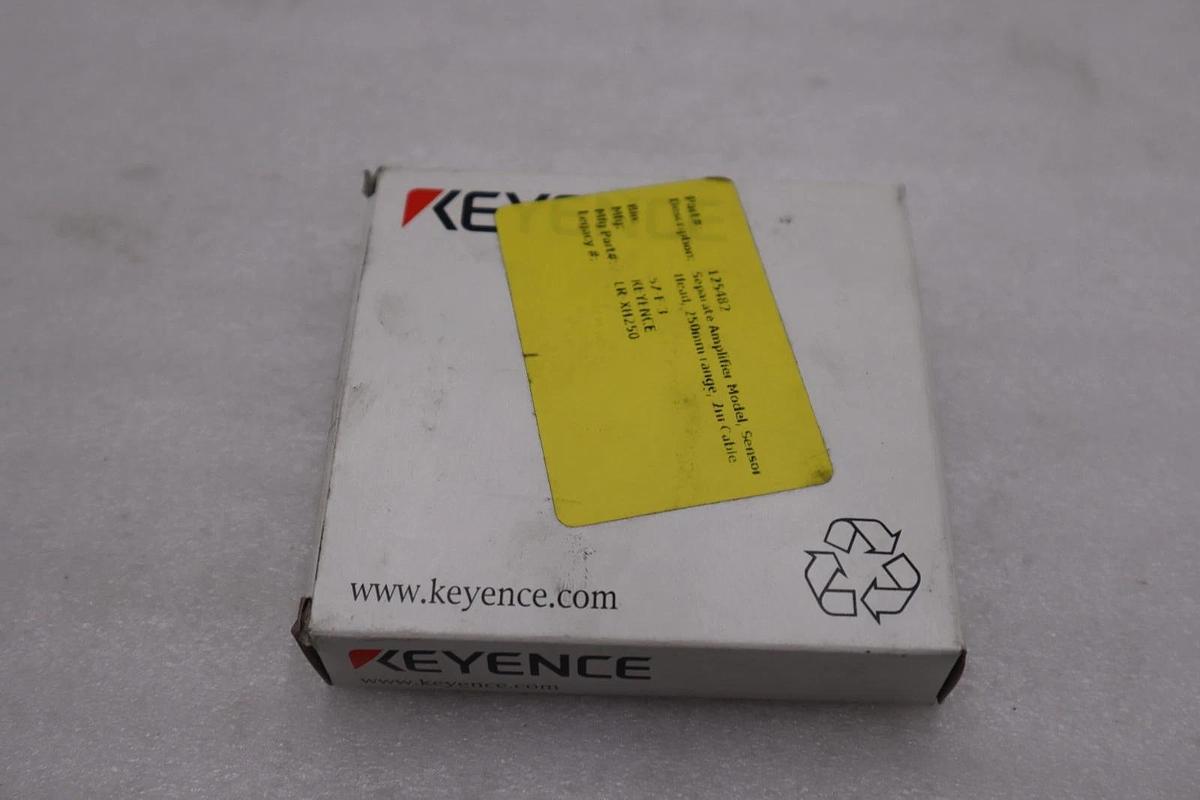 KEYENCE
Part#: 125482
Description: Separate Amplifier Model, Sensor
Head, 250mm range, 2m Cable
Bin:
Mfg: KEYENCE
Mfg Part#: LR XH250
Legacy #:
www.keyence.com
KEYENCE
www.keyence.com